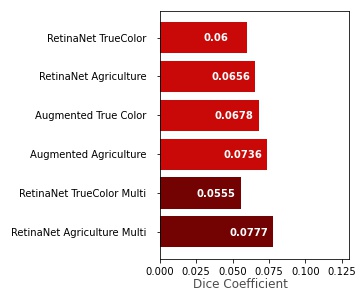 RetinaNet TrueColor 0.06
RetinaNet Agriculture 0.0656
Augmented True Color 0.0678
Augmented Agriculture 0.0736
RetinaNet TrueColor Multi 0.0555
RetinaNet Agriculture Multi 0.0777
0.000 0.025 0.050 0.075 0.100 0.125
Dice Coefficient